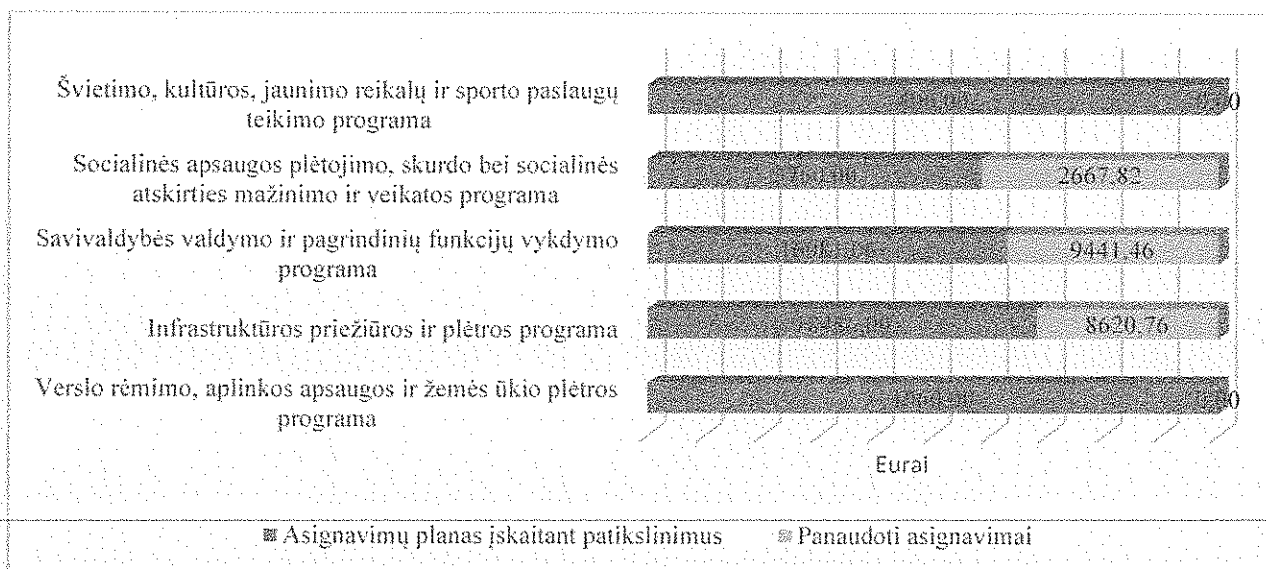 Švietimo, kultūros, jaunimo reikalų ir sporto paslaugų
teikimo programa
Socialinės apsaugos plėtojimo, skurdo bei socialinės
atskirties mažinimo ir veikatos programa
2667.82
Savivaldybės valdymo ir pagrindinių funkcijų vykdymo
programa
9441.46
Infrastruktūros priežiūros ir plėtros programa
8620.76
Verslo rėmimo, aplinkos apsaugos ir žemės ūkio plėtros
programa
Eurai
Asignavimų planas įskaitant patikslinimus
Panaudoti asignavimai